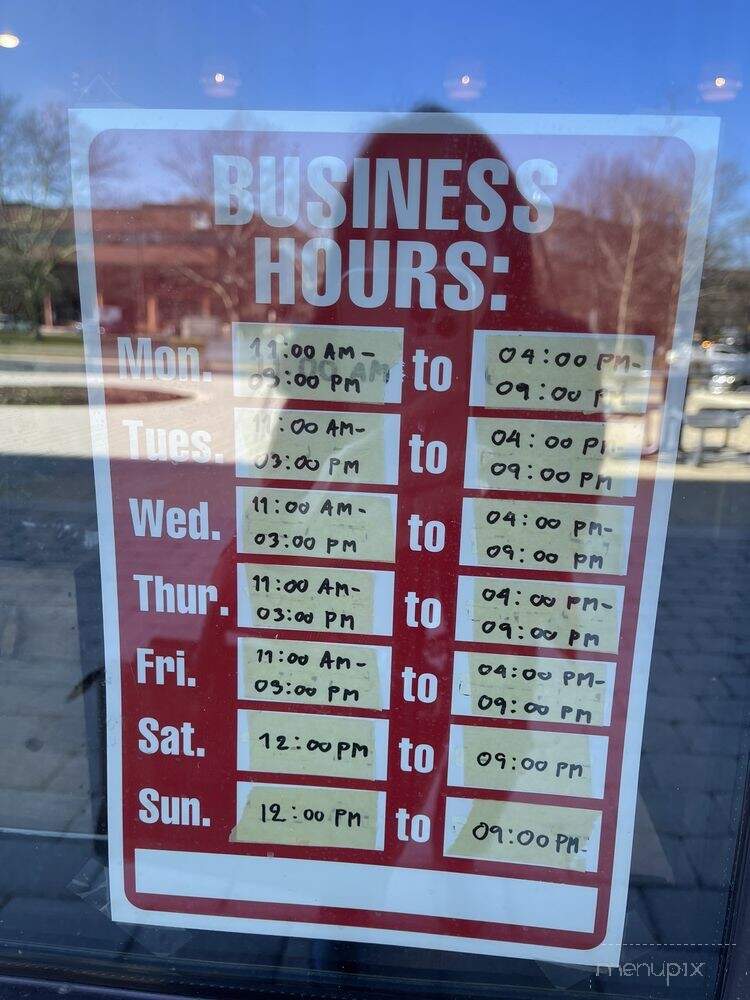 BUSINESS
HOURS:
Mon. 11:00 AM- to 04:00 PM-
03:00 PM 09:00 P
Tues. 11:00 AM- to 04:00 P
03:00 PM 09:00 PM
Wed. 11:00 AM- to 04:00 PM-
03:00 PM 09:00 PM
Thur. 11:00 AM- to 04:00 PM-
03:00 PM 09:00 PM
Fri. 11:00 AM- to 04:00 PM-
03:00 PM 09:00 PM
Sat. 12:00 PM to 09:00 PM
Sun. 12:00 PM to 09:00 PM
menupix